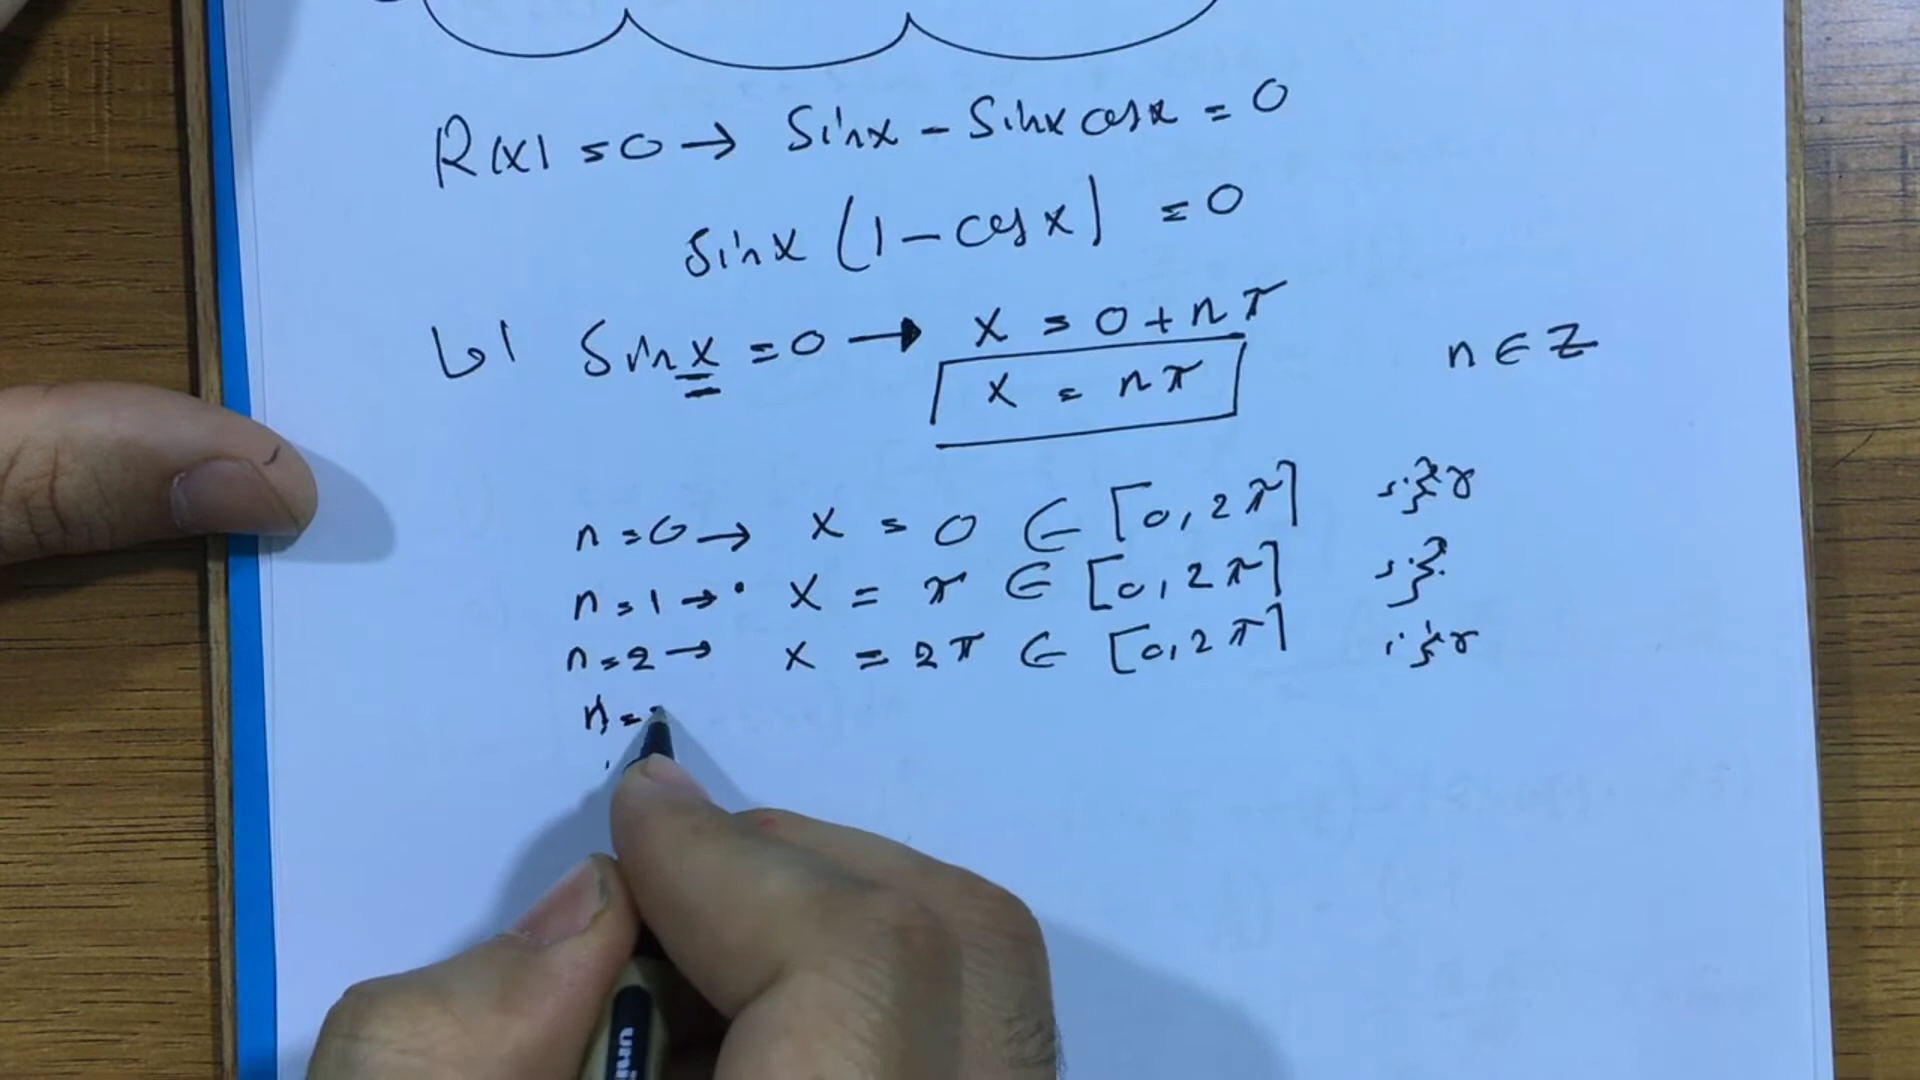 R(x) = 0 → Sinx - Sinx cosx = 0
Sinx (1 - cosx) = 0
Sinx = 0 → x = 0 + nπ
x = nπ n ∈ Z
n = 0 → x = 0 ∈ [0, 2π]
n = 1 → x = π ∈ [0, 2π]
n = 2 → x = 2π ∈ [0, 2π]
n =
uni